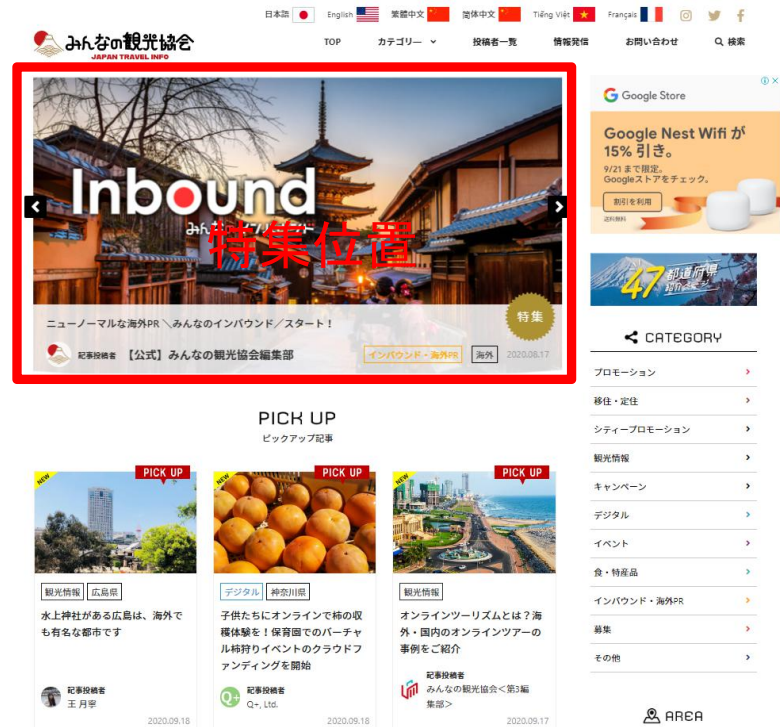 日本語 English 繁體中文 简体中文 Tiếng Việt Français
みんなの観光協会
JAPAN TRAVEL INFO
TOP カテゴリー 投稿者一覧 情報発信 お問い合わせ 検索
Inbound
特集位置
特集
ニューノーマルな海外PR ＼みんなのインバウンド／スタート！
記事投稿者 【公式】みんなの観光協会編集部 インバウンド・海外PR 海外 2020.08.17
Google Store
Google Nest Wifi が
15% 引き。
9/21 まで限定。
Googleストアをチェック。
割引を利用
送料無料
47 都道府県
紹介ページ
CATEGORY
プロモーション
移住・定住
シティープロモーション
観光情報
キャンペーン
デジタル
イベント
食・特産品
インバウンド・海外PR
募集
その他
AREA
PICK UP
ピックアップ記事
NEW PICK UP
観光情報 広島県
水上神社がある広島は、海外で
も有名な都市です
記事投稿者
王 月寧
2020.09.18
NEW PICK UP
デジタル 神奈川県
子供たちにオンラインで柿の収
穫体験を！保育園でのバーチャ
ル柿狩りイベントのクラウドフ
ァンディングを開始
記事投稿者
Q+, Ltd.
2020.09.18
NEW PICK UP
観光情報
オンラインツーリズムとは？海
外・国内のオンラインツアーの
事例をご紹介
記事投稿者
みんなの観光協会＜第3編
集部＞
2020.09.17